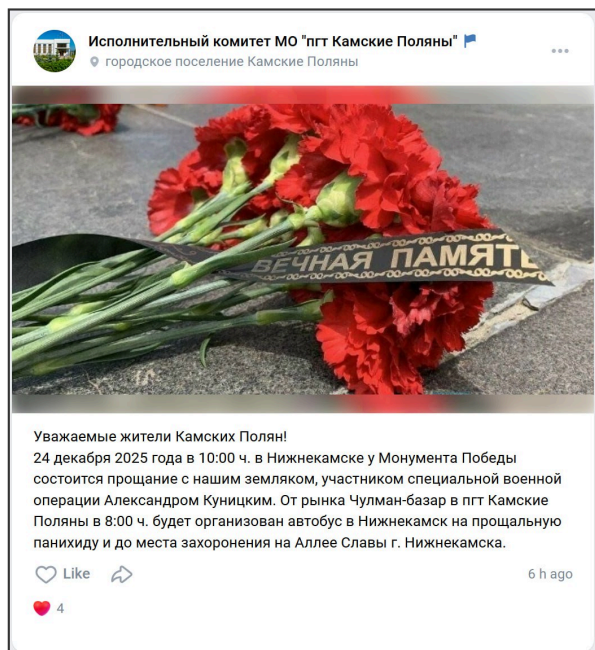 Исполнительный комитет МО "пгт Камские Поляны"
городское поселение Камские Поляны
ВЕЧНАЯ ПАМЯТЬ
Уважаемые жители Камских Полян!
24 декабря 2025 года в 10:00 ч. в Нижнекамске у Монумента Победы
состоится прощание с нашим земляком, участником специальной военной
операции Александром Куницким. От рынка Чулман-базар в пгт Камские
Поляны в 8:00 ч. будет организован автобус в Нижнекамск на прощальную
панихиду и до места захоронения на Аллее Славы г. Нижнекамска.
Like
6 h ago
4